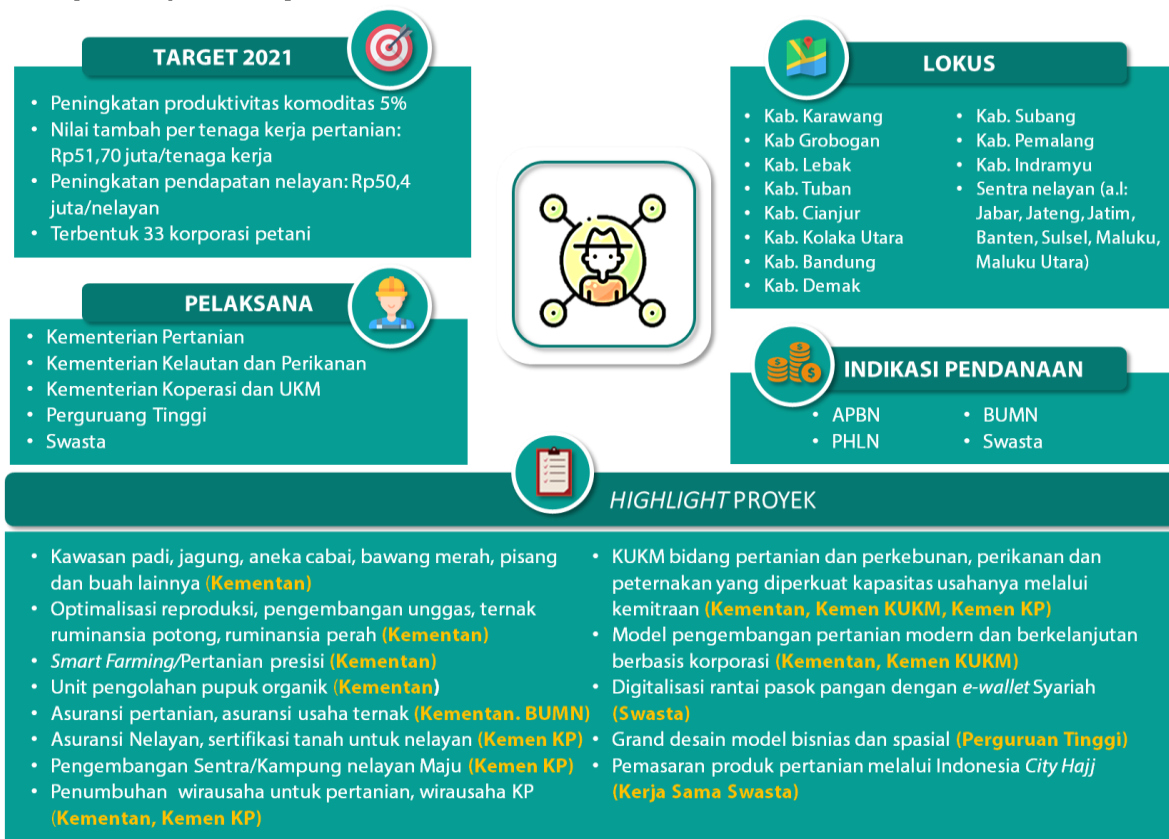 TARGET 2021
• Peningkatan produktivitas komoditas 5%
• Nilai tambah per tenaga kerja pertanian:
Rp51,70 juta/tenaga kerja
• Peningkatan pendapatan nelayan: Rp50,4
juta/nelayan
• Terbentuk 33 korporasi petani
PELAKSANA
• Kementerian Pertanian
• Kementerian Kelautan dan Perikanan
• Kementerian Koperasi dan UKM
• Perguruang Tinggi
• Swasta
LOKUS
• Kab. Karawang
• Kab Grobogan
• Kab. Lebak
• Kab. Tuban
• Kab. Cianjur
• Kab. Kolaka Utara
• Kab. Bandung
• Kab. Demak
• Kab. Subang
• Kab. Pemalang
• Kab. Indramyu
• Sentra nelayan (a.l:
Jabar, Jateng, Jatim,
Banten, Sulsel, Maluku,
Maluku Utara)
INDIKASI PENDANAAN
• APBN
• PHLN
• BUMN
• Swasta
HIGHLIGHT PROYEK
• Kawasan padi, jagung, aneka cabai, bawang merah, pisang
dan buah lainnya (Kementan)
• Optimalisasi reproduksi, pengembangan unggas, ternak
ruminansia potong, ruminansia perah (Kementan)
• Smart Farming/Pertanian presisi (Kementan)
• Unit pengolahan pupuk organik (Kementan)
• Asuransi pertanian, asuransi usaha ternak (Kementan. BUMN)
• Asuransi Nelayan, sertifikasi tanah untuk nelayan (Kemen KP)
• Pengembangan Sentra/Kampung nelayan Maju (Kemen KP)
• Penumbuhan wirausaha untuk pertanian, wirausaha KP
(Kementan, Kemen KP)
• KUKM bidang pertanian dan perkebunan, perikanan dan
peternakan yang diperkuat kapasitas usahanya melalui
kemitraan (Kementan, Kemen KUKM, Kemen KP)
• Model pengembangan pertanian modern dan berkelanjutan
berbasis korporasi (Kementan, Kemen KUKM)
• Digitalisasi rantai pasok pangan dengan e-wallet Syariah
(Swasta)
• Grand desain model bisnias dan spasial (Perguruan Tinggi)
• Pemasaran produk pertanian melalui Indonesia City Hajj
(Kerja Sama Swasta)